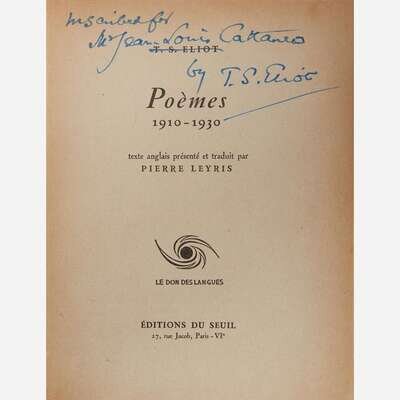 Inscribed for
Mr Jean-Louis Cattaneo
T. S. ELIOT
by T. S. Eliot
Poèmes
1910-1930
texte anglais présenté et traduit par
PIERRE LEYRIS
LE DON DES LANGUES
ÉDITIONS DU SEUIL
27, rue Jacob, Paris - VIᵉ